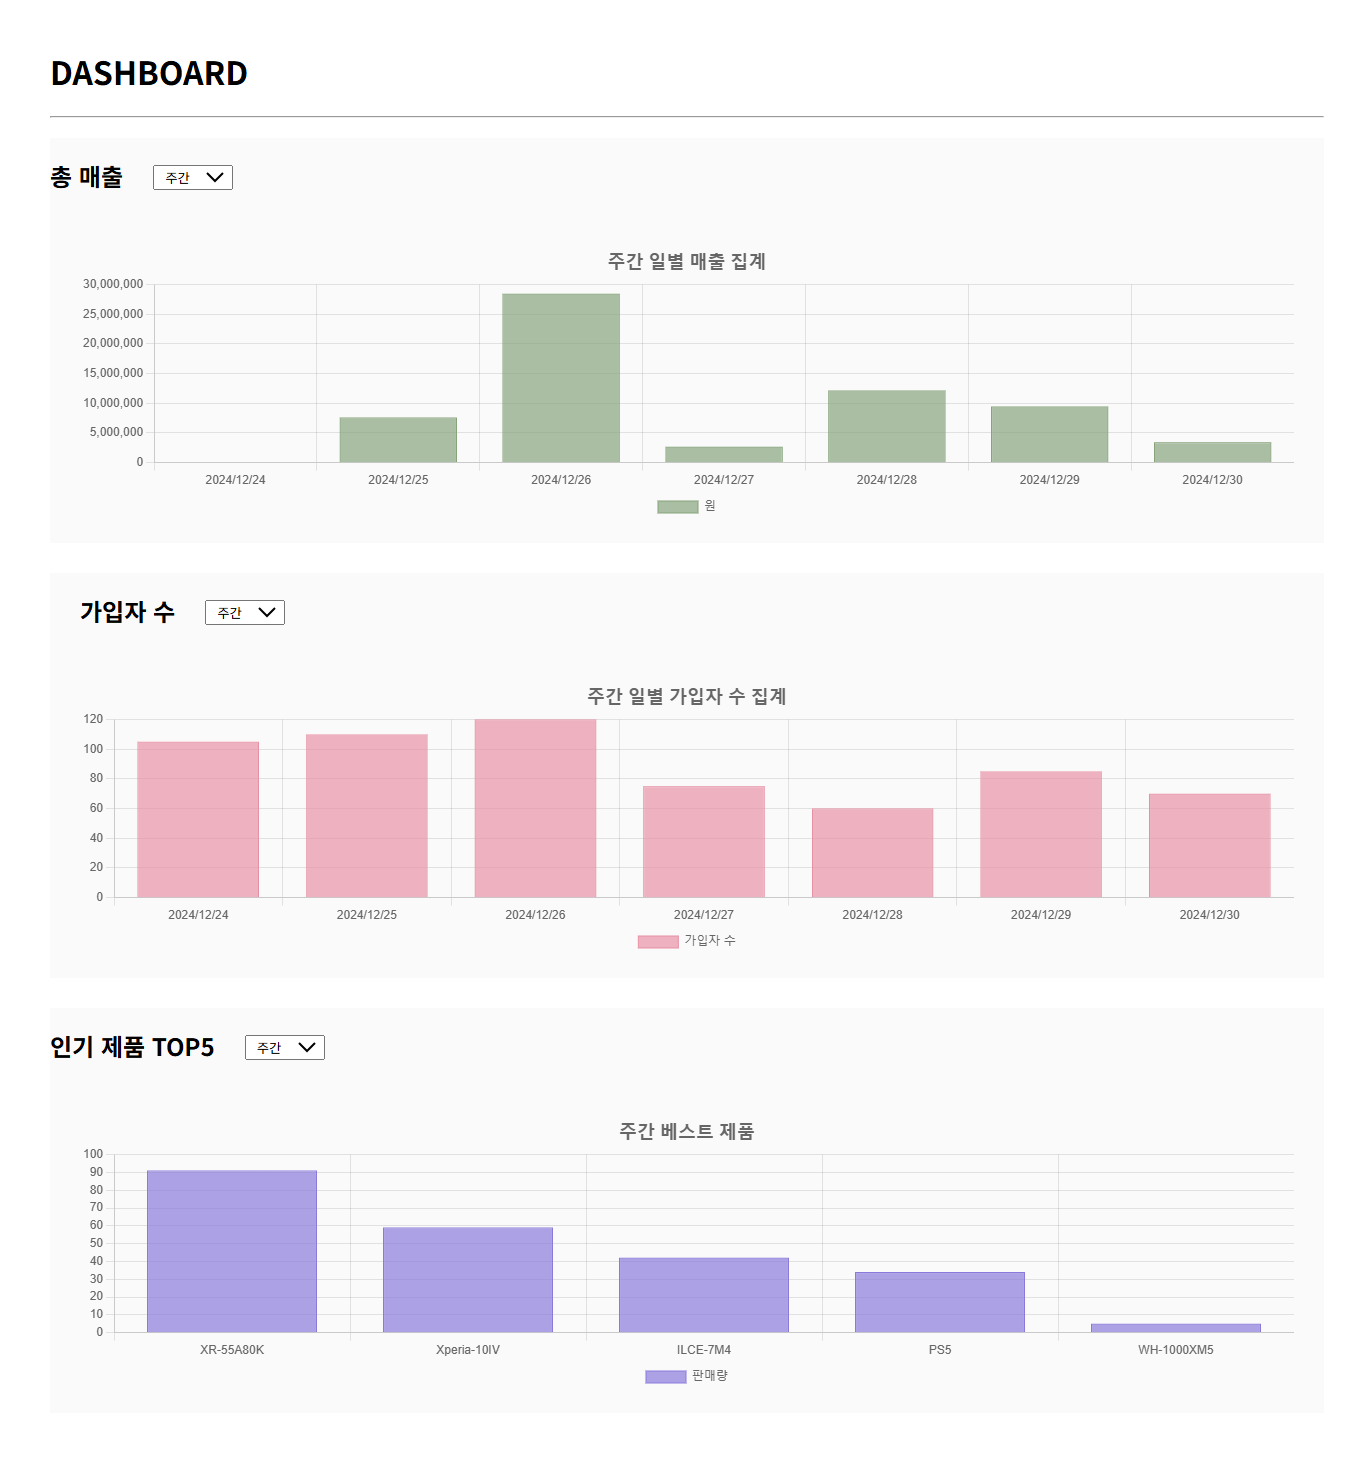 DASHBOARD
총 매출 주간
주간 일별 매출 집계
30,000,000
25,000,000
20,000,000
15,000,000
10,000,000
5,000,000
0
2024/12/24 2024/12/25 2024/12/26 2024/12/27 2024/12/28 2024/12/29 2024/12/30
원
가입자 수 주간
주간 일별 가입자 수 집계
120
100
80
60
40
20
0
2024/12/24 2024/12/25 2024/12/26 2024/12/27 2024/12/28 2024/12/29 2024/12/30
가입자 수
인기 제품 TOP5 주간
주간 베스트 제품
100
90
80
70
60
50
40
30
20
10
0
XR-55A80K Xperia-10IV ILCE-7M4 PS5 WH-1000XM5
판매량